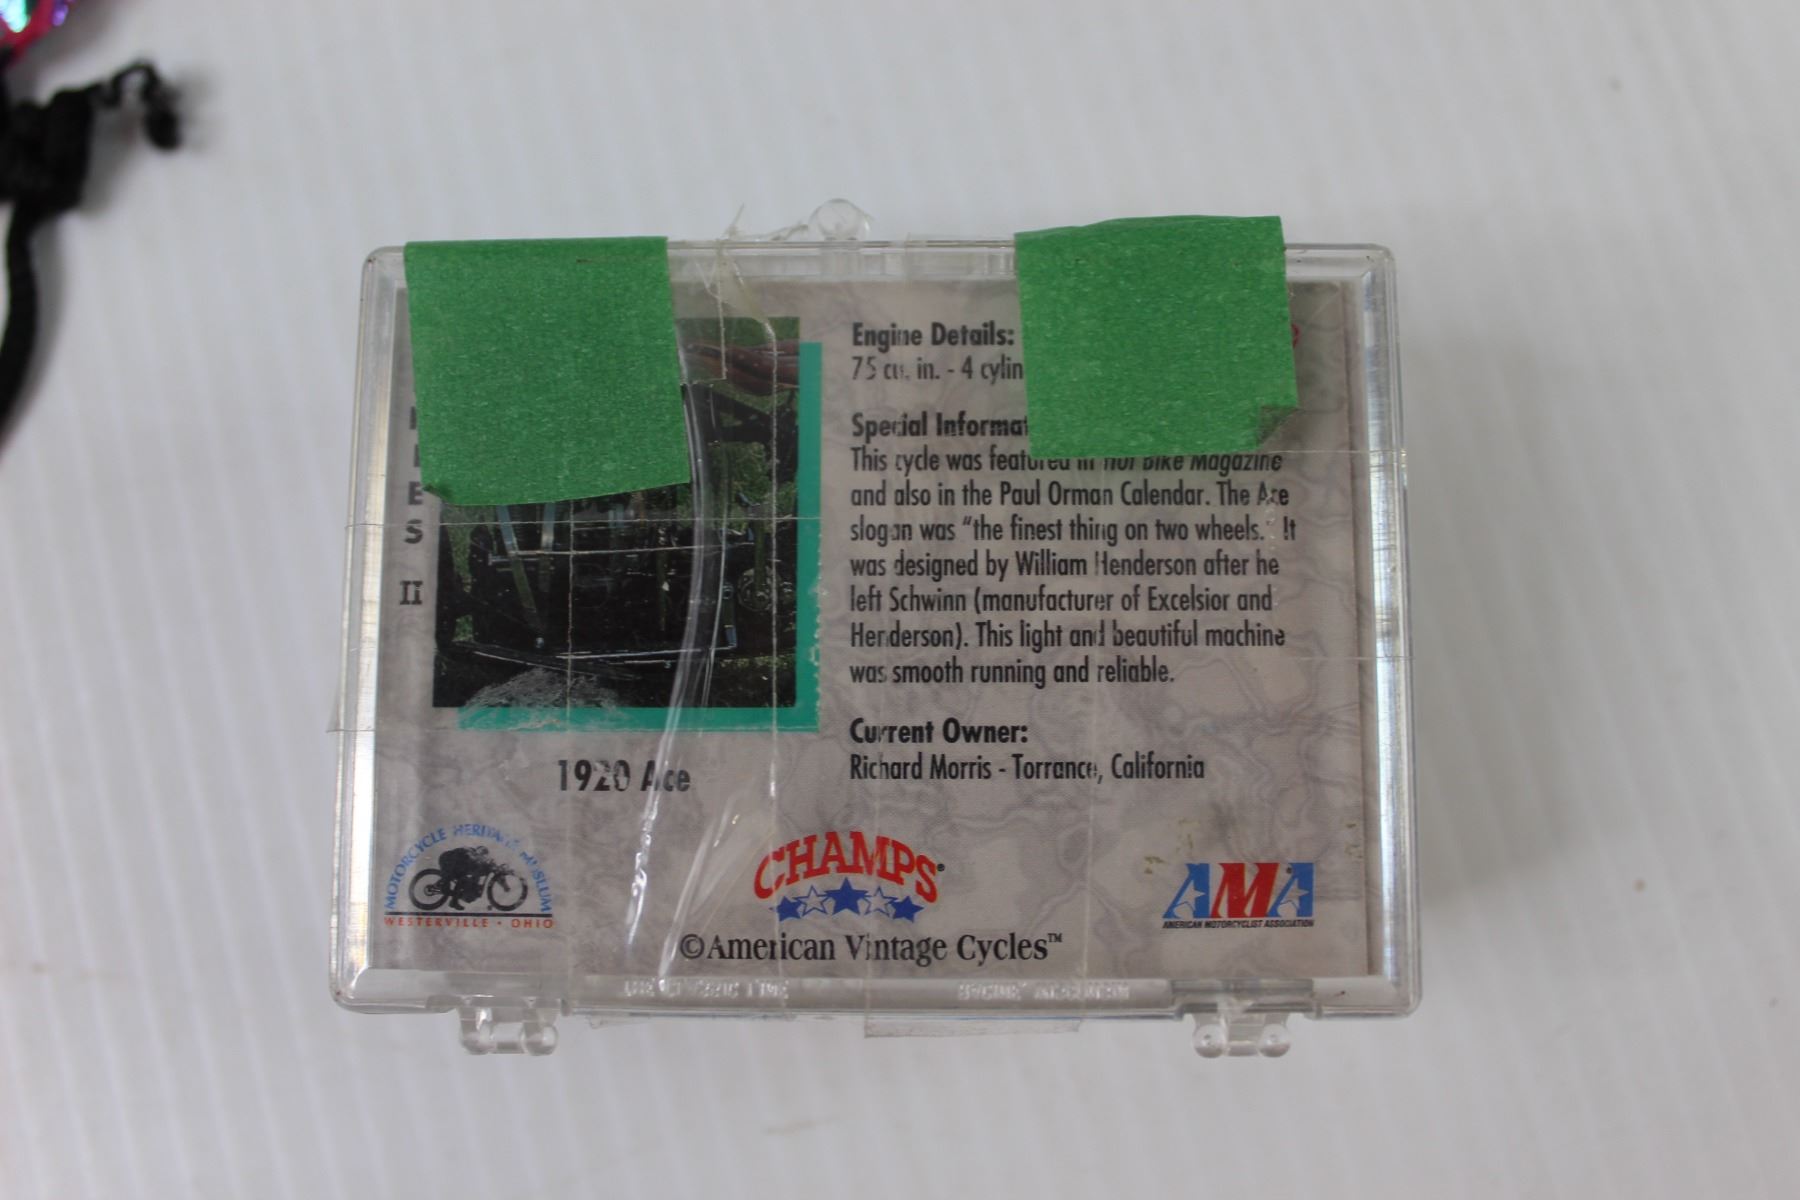 Engine Details:
75 cu. in. - 4 cylin
Special Informat
This cycle was featured in Hot Bike Magazine
and also in the Paul Orman Calendar. The Ace
slogan was "the finest thing on two wheels." It
was designed by William Henderson after he
left Schwinn (manufacturer of Excelsior and
Henderson). This light and beautiful machine
was smooth running and reliable.
Current Owner:
Richard Morris - Torrance, California
E
S
II
1920 Ace
MOTORCYCLE HERITAGE MUSEUM
WESTERVILLE • OHIO
CHAMPS®
AMA
AMERICAN MOTORCYCLIST ASSOCIATION
©American Vintage Cycles™